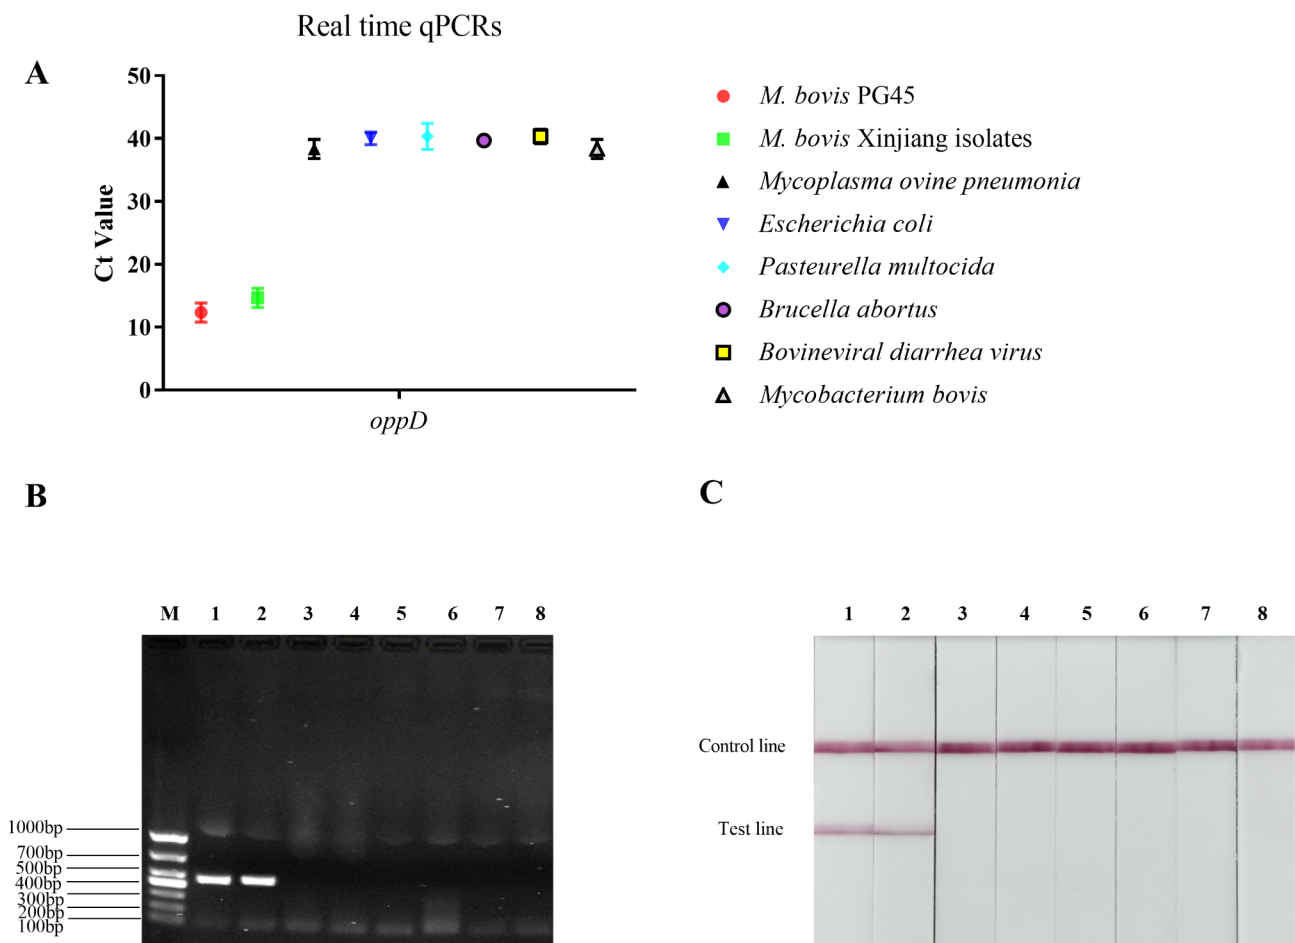 Real time qPCRs
A
50
40
30
20
10
0
Ct Value
oppD
M. bovis PG45
M. bovis Xinjiang isolates
Mycoplasma ovine pneumonia
Escherichia coli
Pasteurella multocida
Brucella abortus
Bovineviral diarrhea virus
Mycobacterium bovis
B
M 1 2 3 4 5 6 7 8
1000bp
700bp
500bp
400bp
300bp
200bp
100bp
C
1 2 3 4 5 6 7 8
Control line
Test line